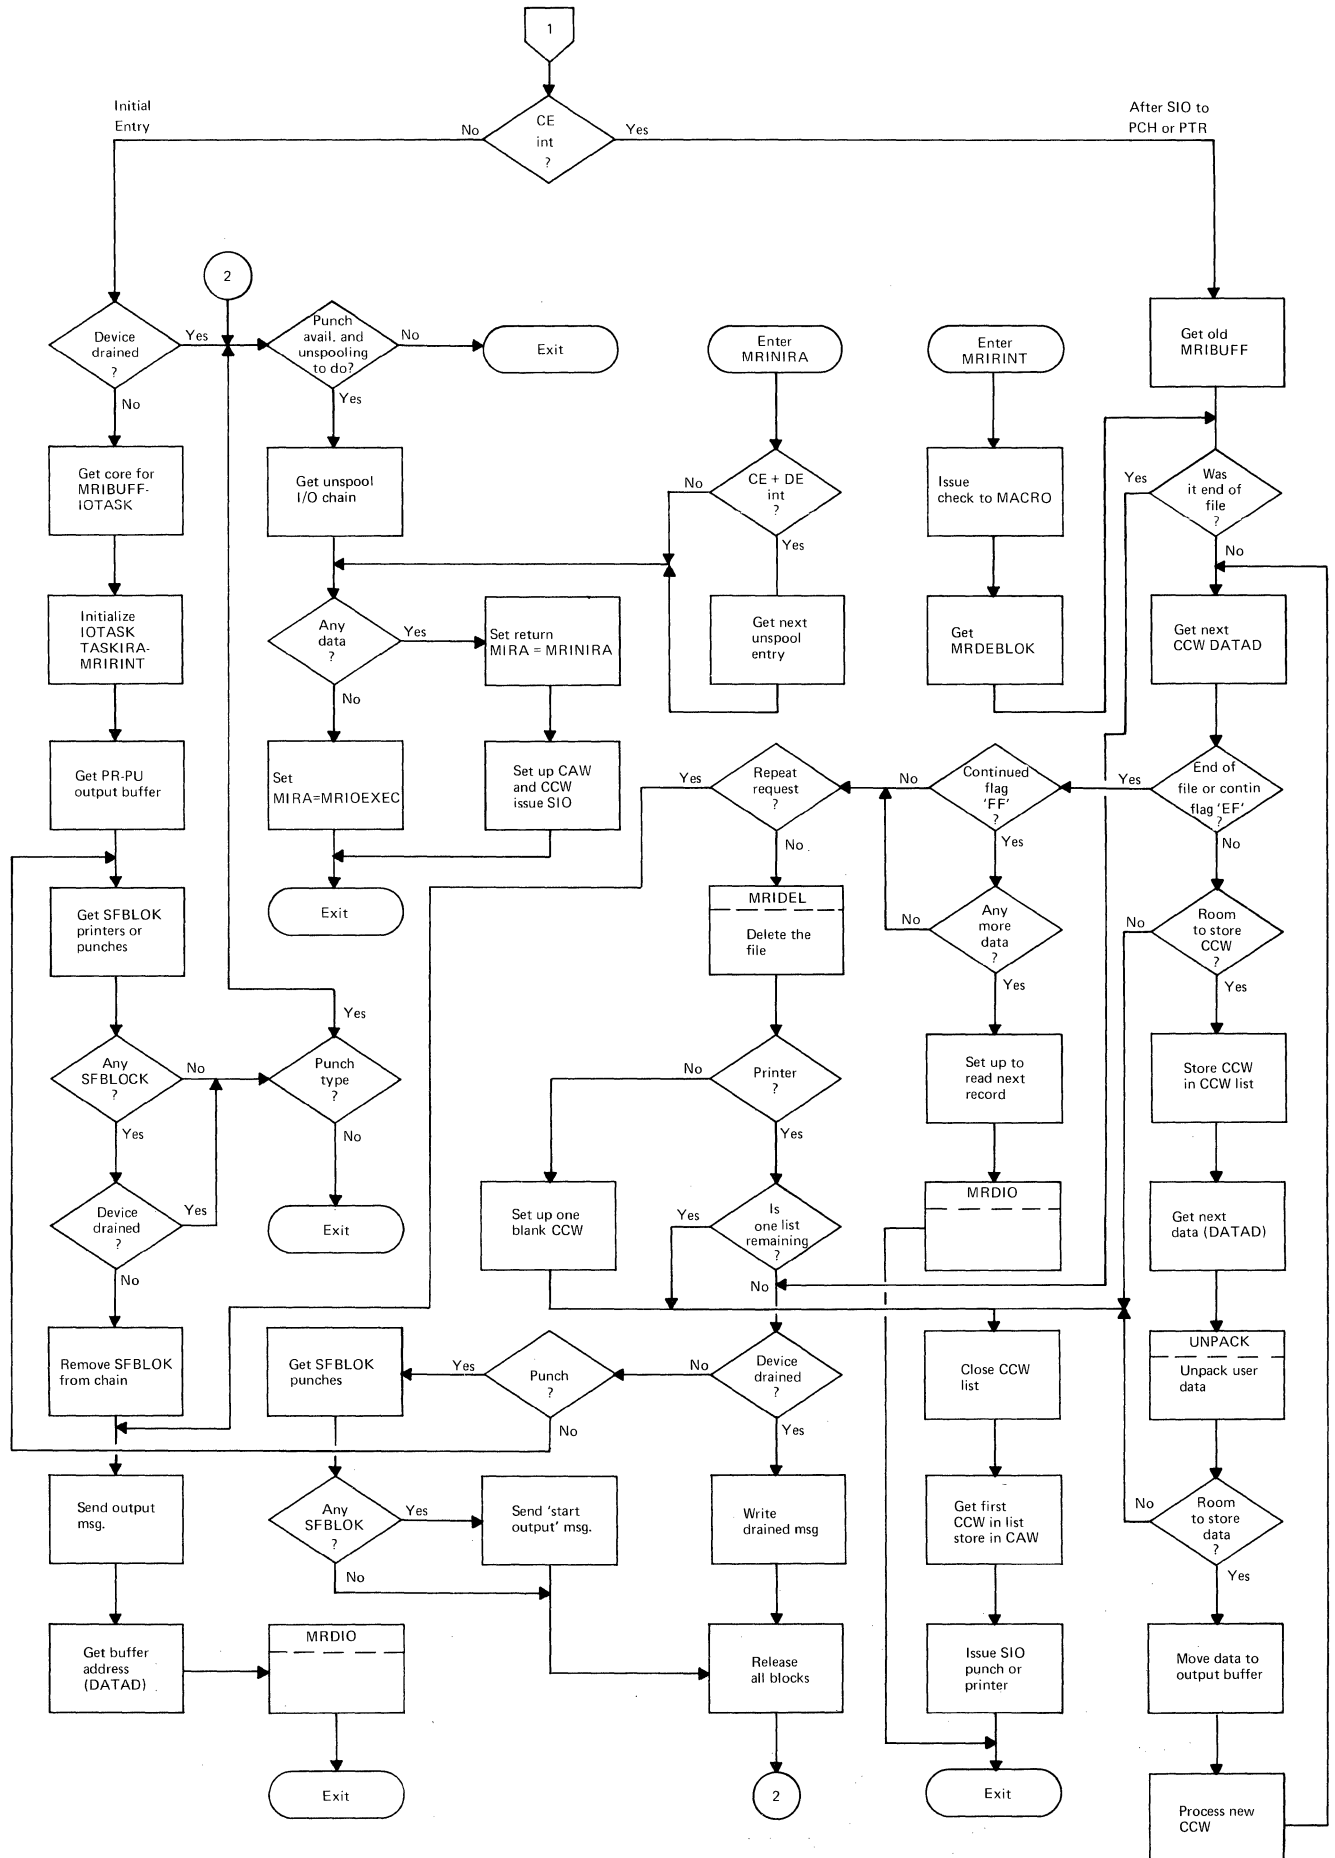 1
CE
int
?
No
Yes
Initial
Entry
After SIO to
PCH or PTR
2
Device
drained
?
Yes
No
Punch
avail. and
unspooling
to do?
No
Yes
Exit
Enter
MRINIRA
Enter
MRIRINT
Get old
MRIBUFF
Get core for
MRIBUFF-
IOTASK
Get unspool
I/O chain
CE + DE
int
?
No
Yes
Issue
check to MACRO
Was
it end of
file
?
Yes
No
Initialize
IOTASK
TASKIRA-
MRIRINT
Any
data
?
Yes
No
Set return
MIRA = MRINIRA
Get next
unspool
entry
Get
MRDEBLOK
Get next
CCW DATAD
Get PR-PU
output buffer
Set
MIRA=MRIOEXEC
Set up CAW
and CCW
issue SIO
Repeat
request
?
Yes
No
Continued
flag
'FF'
?
No
Yes
End of
file or contin
flag 'EF'
?
Yes
No
Get SFBLOK
printers or
punches
Exit
MRIDEL
Delete the
file
Any
more
data
?
No
Yes
Room
to store
CCW
?
No
Yes
Any
SFBLOCK
?
No
Yes
Punch
type
?
Yes
No
Printer
?
No
Yes
Set up to
read next
record
Store CCW
in CCW list
Device
drained
?
Yes
No
Exit
Set up one
blank CCW
Is
one list
remaining
?
Yes
No
MRDIO
Get next
data (DATAD)
Remove SFBLOK
from chain
Get SFBLOK
punches
Punch
?
Yes
No
Device
drained
?
No
Yes
Close CCW
list
UNPACK
Unpack user
data
Send output
msg.
Any
SFBLOK
?
Yes
No
Send 'start
output' msg.
Write
drained msg
Get first
CCW in list
store in CAW
Room
to store
data
?
No
Yes
Get buffer
address
(DATAD)
MRDIO
Release
all blocks
Issue SIO
punch or
printer
Move data to
output buffer
Exit
2
Exit
Process new
CCW